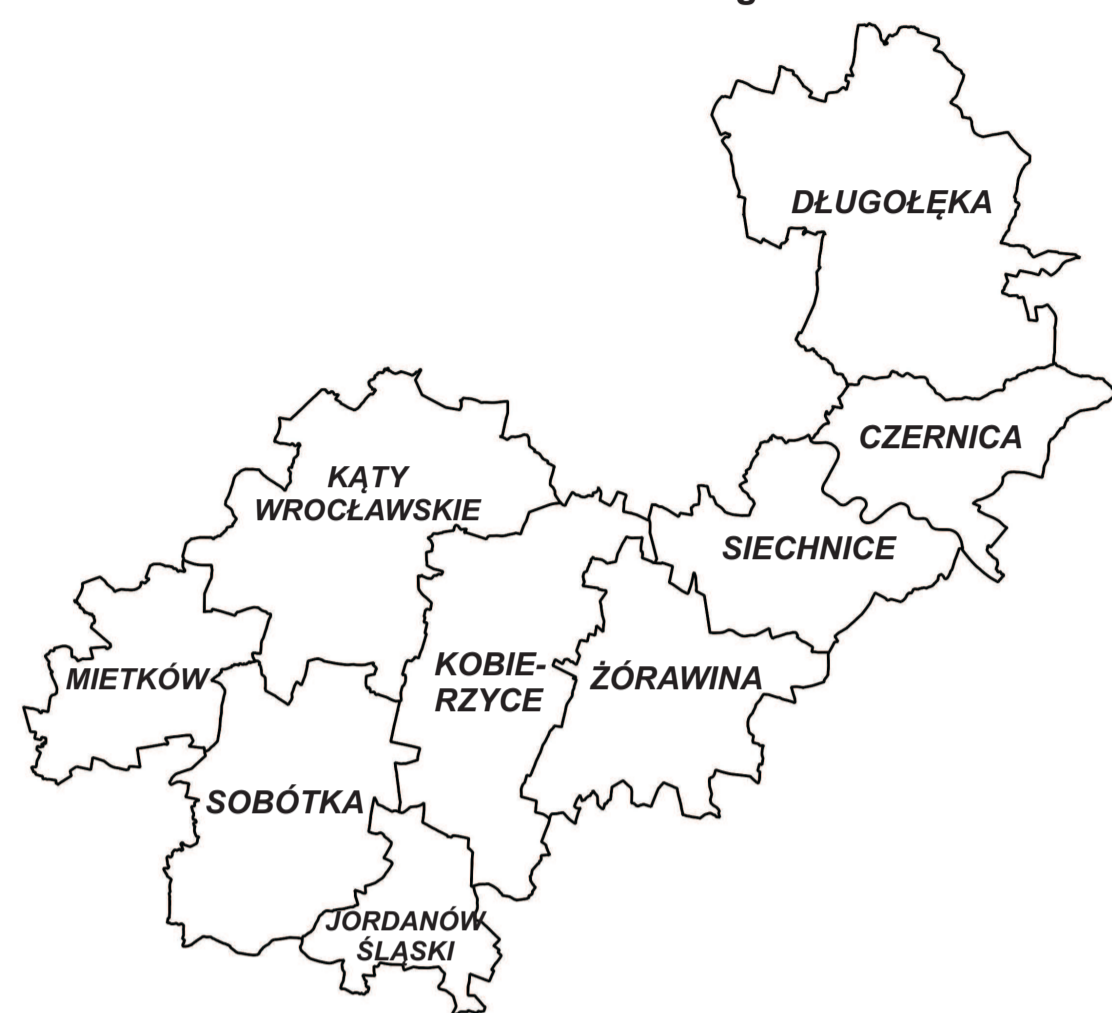 DŁUGOŁĘKA
CZERNICA
KĄTY
WROCŁAWSKIE
SIECHNICE
MIETKÓW
KOBIE-
RZYCE
ŻÓRAWINA
SOBÓTKA
JORDANÓW
ŚLĄSKI